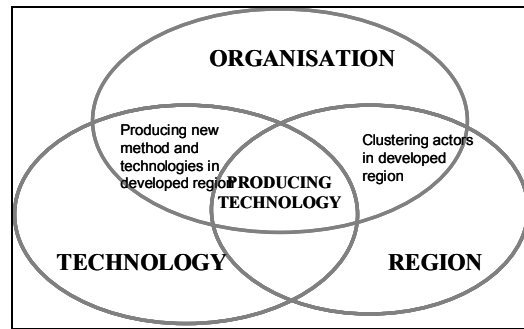 ORGANISATION
Producing new
method and
technologies in
developed region
Clustering actors
in developed
region
PRODUCING
TECHNOLOGY
TECHNOLOGY
REGION